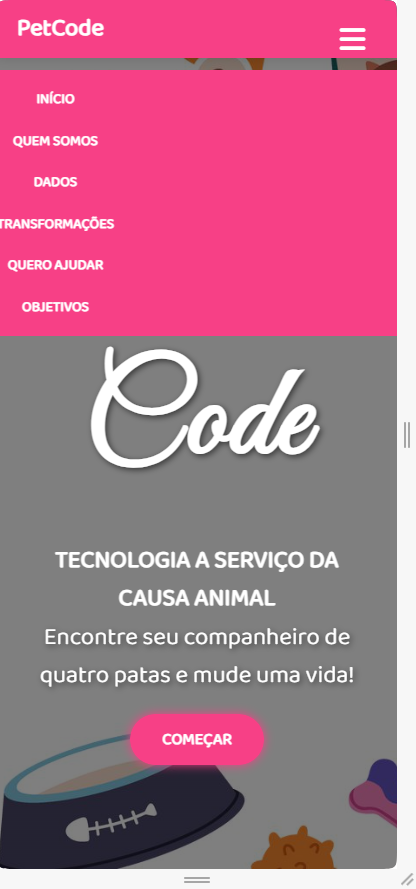 PetCode
INÍCIO
QUEM SOMOS
DADOS
TRANSFORMAÇÕES
QUERO AJUDAR
OBJETIVOS
Code
TECNOLOGIA A SERVIÇO DA
CAUSA ANIMAL
Encontre seu companheiro de
quatro patas e mude uma vida!
COMEÇAR